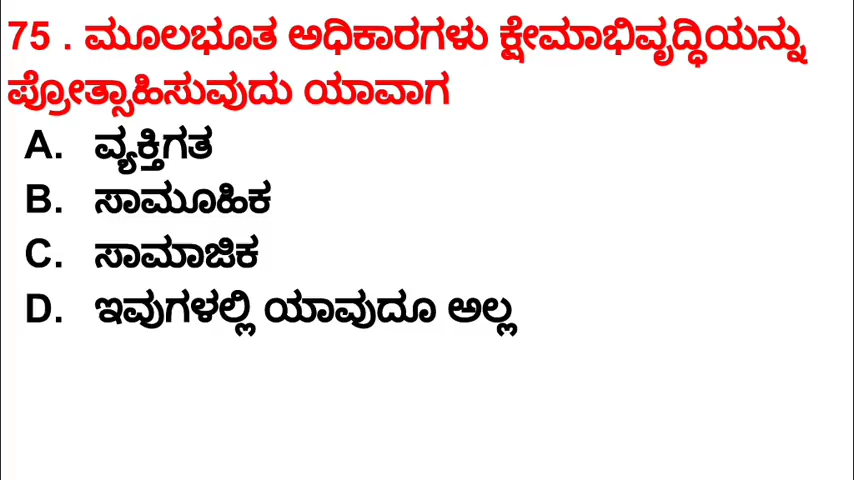 75 . ಮೂಲಭೂತ ಅಧಿಕಾರಗಳು ಕ್ಷೇಮಾಭಿವೃದ್ಧಿಯನ್ನು
ಪ್ರೋತ್ಸಾಹಿಸುವುದು ಯಾವಾಗ
A. ವ್ಯಕ್ತಿಗತ
B. ಸಾಮೂಹಿಕ
C. ಸಾಮಾಜಿಕ
D. ಇವುಗಳಲ್ಲಿ ಯಾವುದೂ ಅಲ್ಲ